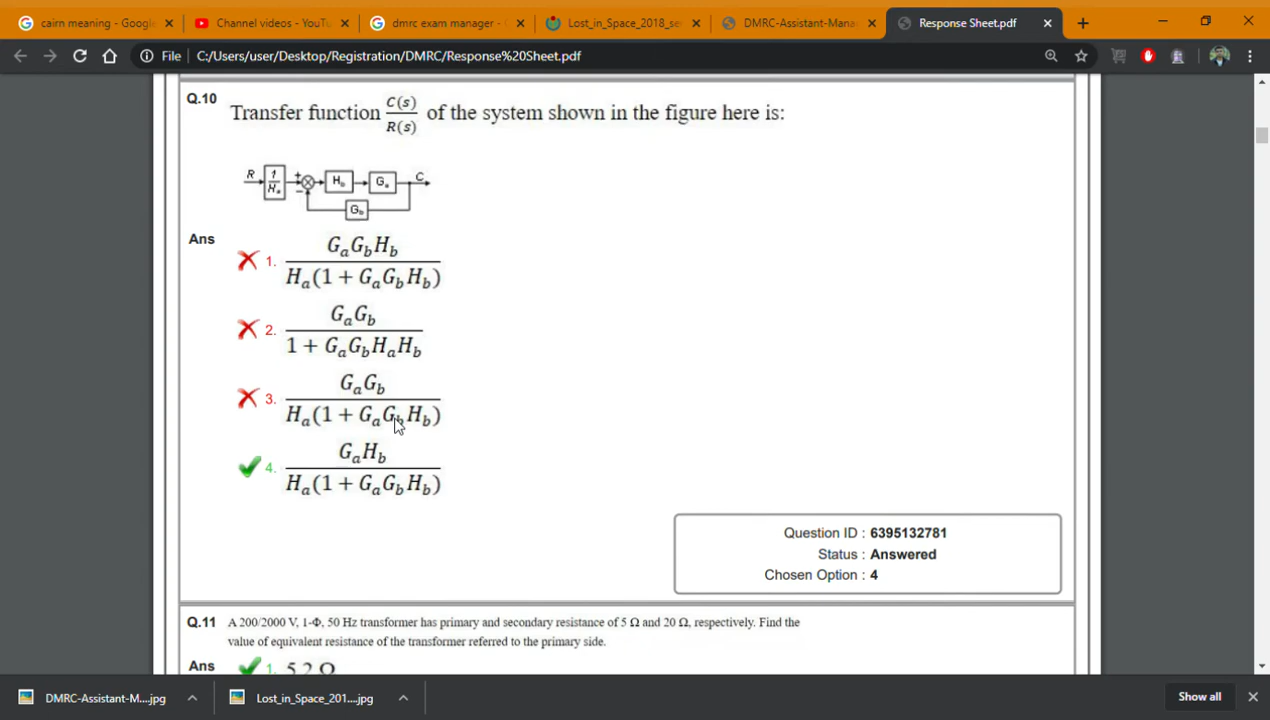 cairn meaning - Google
Channel videos - YouTu
dmrc exam manager - G
Lost_in_Space_2018_se
DMRC-Assistant-Mana
Response Sheet.pdf
File C:/Users/user/Desktop/Registration/DMRC/Response%20Sheet.pdf
Q.10 Transfer function C(s)/R(s) of the system shown in the figure here is:
R 1/Ha + − Hb Ga C
Gb
Ans
1. GaGbHb / Ha(1 + GaGbHb)
2. GaGb / 1 + GaGbHaHb
3. GaGb / Ha(1 + GaGbHb)
4. GaHb / Ha(1 + GaGbHb)
Question ID : 6395132781
Status : Answered
Chosen Option : 4
Q.11 A 200/2000 V, 1-Φ, 50 Hz transformer has primary and secondary resistance of 5 Ω and 20 Ω, respectively. Find the
value of equivalent resistance of the transformer referred to the primary side.
Ans 1. 5.2 Ω
DMRC-Assistant-M....jpg
Lost_in_Space_201....jpg
Show all